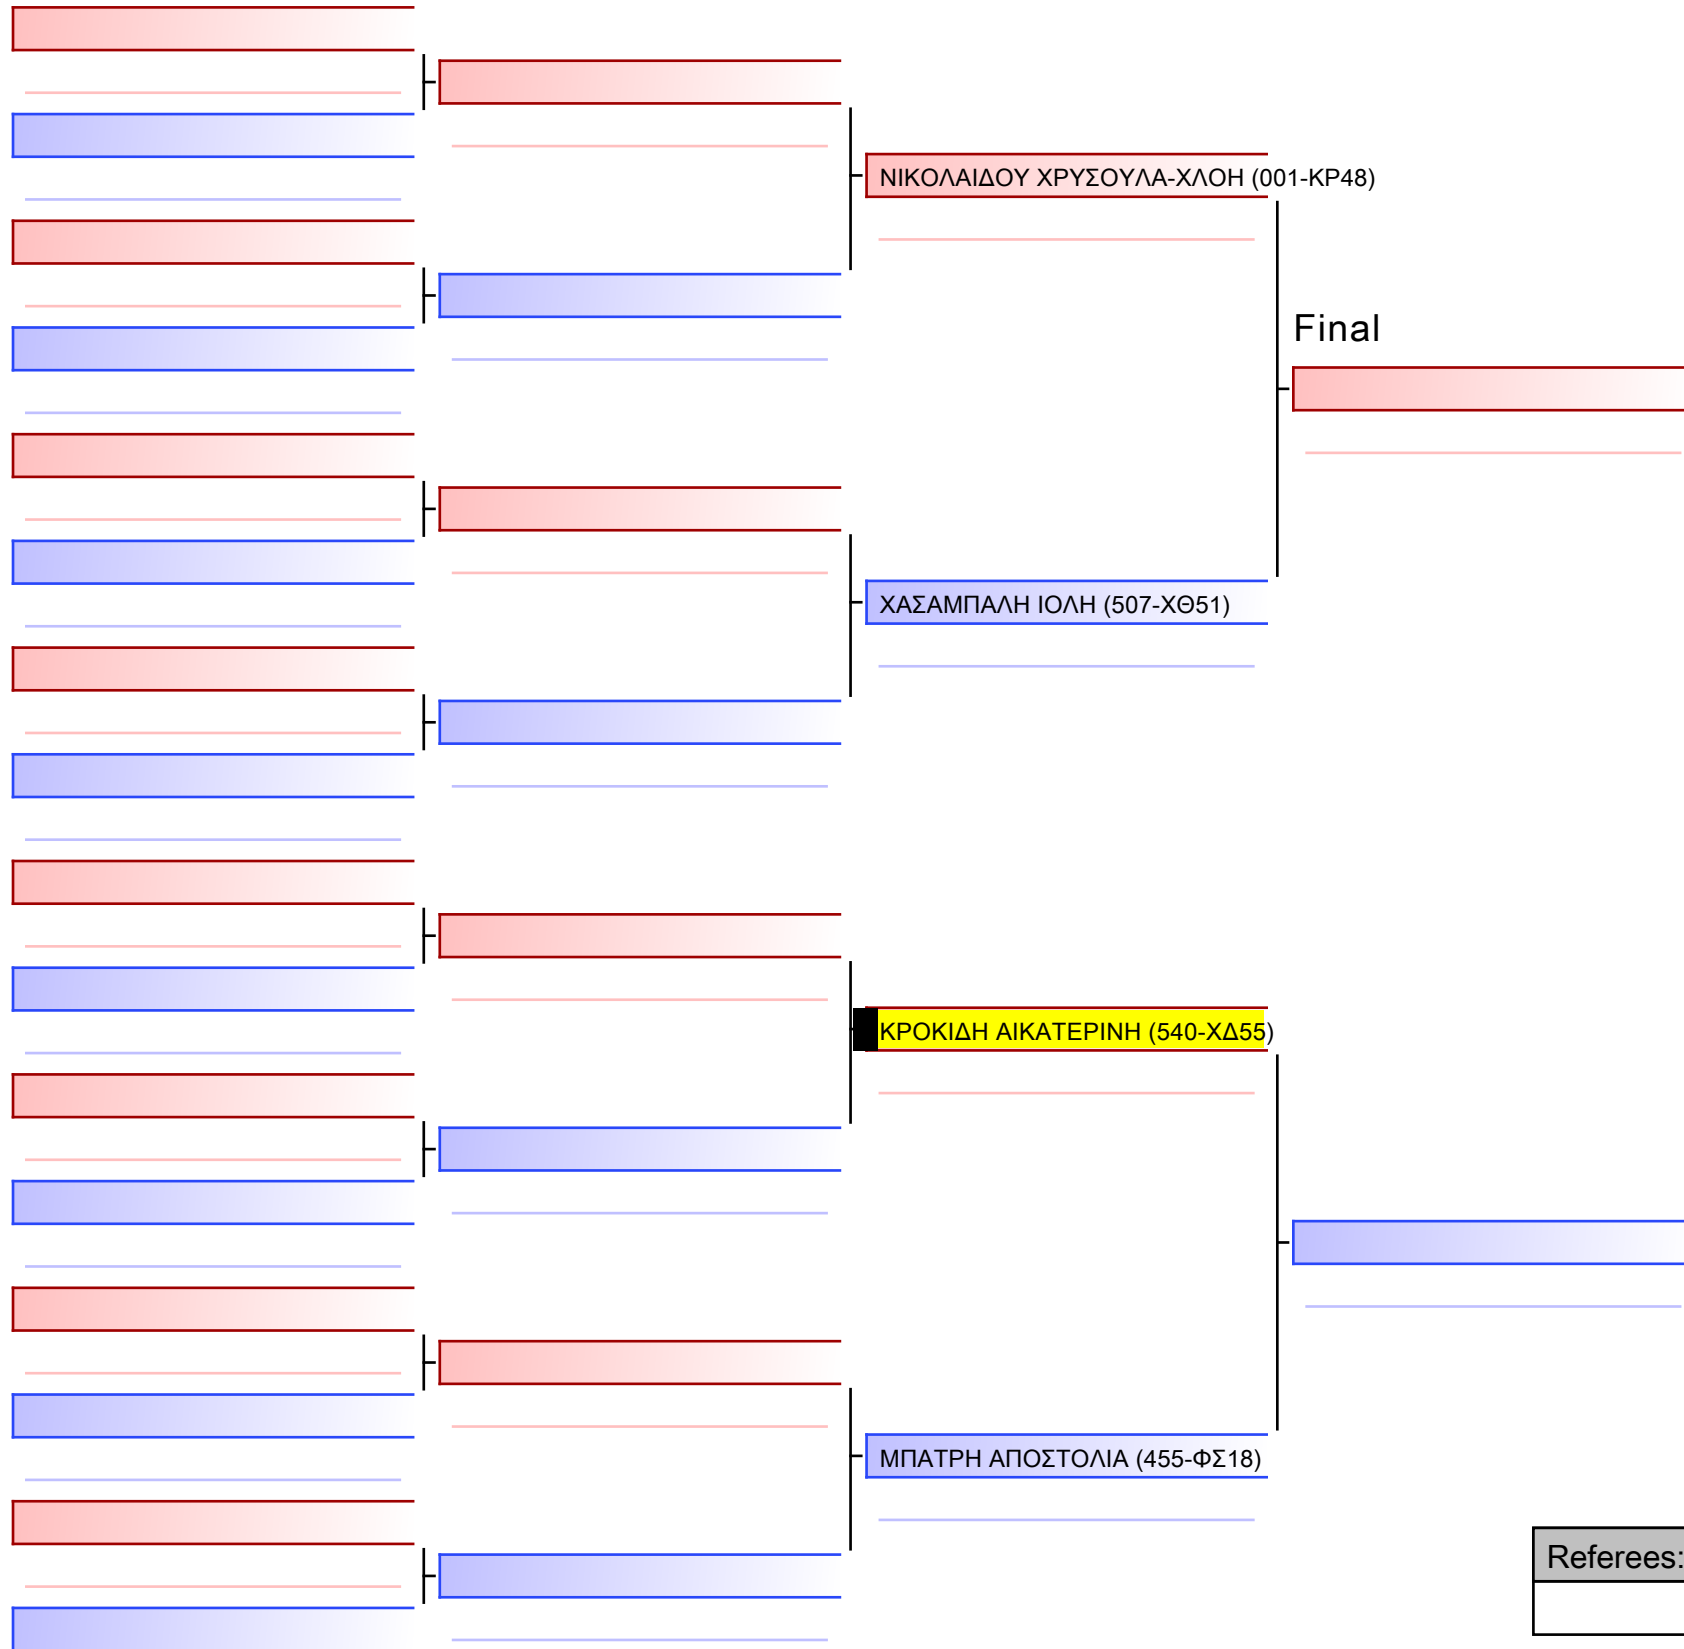 ΝΙΚΟΛΑΙΔΟΥ ΧΡΥΣΟΥΛΑ-ΧΛΟΗ (001-ΚΡ48)
Final
ΧΑΣΑΜΠΑΛΗ ΙΟΛΗ (507-ΧΘ51)
ΚΡΟΚΙΔΗ ΑΙΚΑΤΕΡΙΝΗ (540-ΧΔ55)
ΜΠΑΤΡΗ ΑΠΟΣΤΟΛΙΑ (455-ΦΣ18)
Referees: